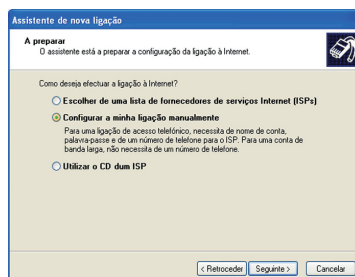 Assistente de nova ligação
A preparar
O assistente está a preparar a configuração da ligação à Internet.
Como deseja efectuar a ligação à Internet?
Escolher de uma lista de fornecedores de serviços Internet (ISPs)
Configurar a minha ligação manualmente
Para uma ligação de acesso telefónico, necessita de nome de conta,
palavra-passe e de um número de telefone para o ISP. Para uma conta de
banda larga, não necessita de um número de telefone.
Utilizar o CD dum ISP
< Retroceder Seguinte > Cancelar